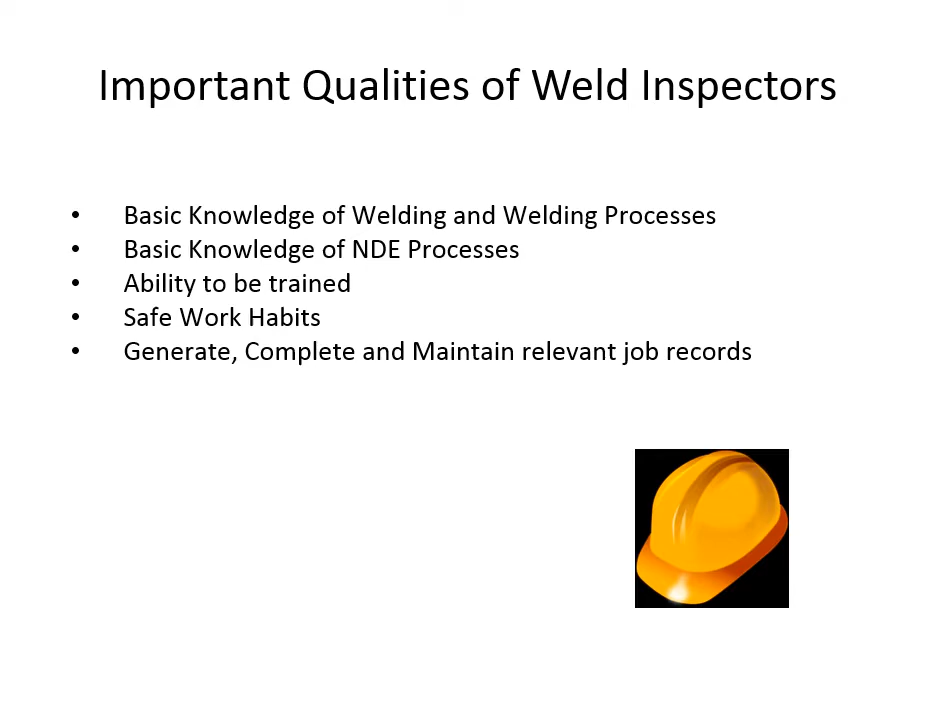 Important Qualities of Weld Inspectors
• Basic Knowledge of Welding and Welding Processes
• Basic Knowledge of NDE Processes
• Ability to be trained
• Safe Work Habits
• Generate, Complete and Maintain relevant job records